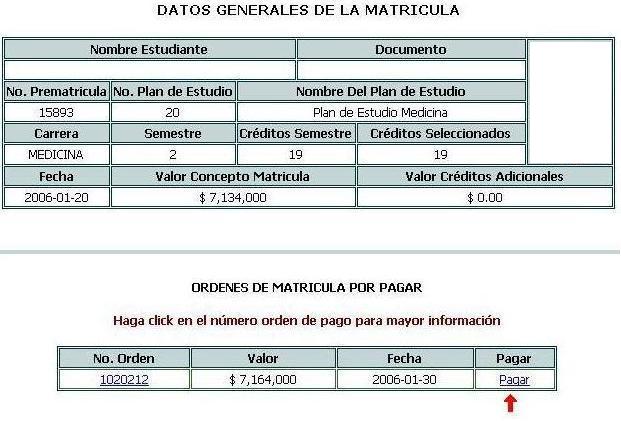 DATOS GENERALES DE LA MATRICULA
Nombre Estudiante Documento
No. Prematricula No. Plan de Estudio Nombre Del Plan de Estudio
15893 20 Plan de Estudio Medicina
Carrera Semestre Créditos Semestre Créditos Seleccionados
MEDICINA 2 19 19
Fecha Valor Concepto Matricula Valor Créditos Adicionales
2006-01-20 $ 7,134,000 $ 0.00
ORDENES DE MATRICULA POR PAGAR
Haga click en el número orden de pago para mayor información
No. Orden Valor Fecha Pagar
1020212 $ 7,164,000 2006-01-30 Pagar